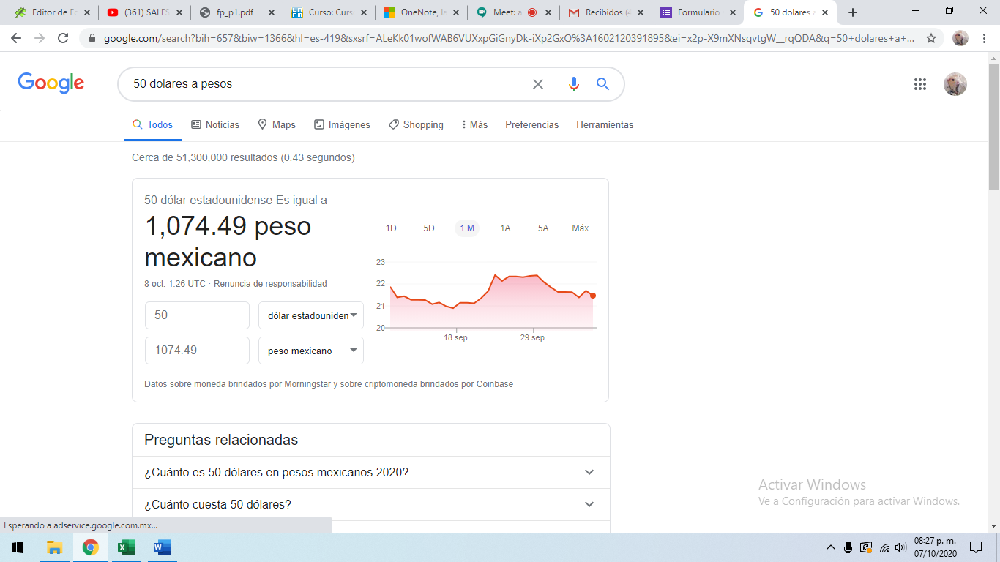 Editor de Ec
(361) SALES
fp_p1.pdf
Curso: Curs
OneNote, la
Meet: a
Recibidos (4
Formulario
50 dolares a
google.com/search?bih=657&biw=1366&hl=es-419&sxsrf=ALeKk01wofWAB6VUXxpGiGnyDk-iXp2GxQ%3A1602120391895&ei=x2p-X9mXNsqvtgW__rqQDA&q=50+dolares+a+...
Google
50 dolares a pesos
Todos
Noticias
Maps
Imágenes
Shopping
Más
Preferencias
Herramientas
Cerca de 51,300,000 resultados (0.43 segundos)
50 dólar estadounidense Es igual a
1,074.49 peso
mexicano
8 oct. 1:26 UTC · Renuncia de responsabilidad
50
dólar estadouniden
1074.49
peso mexicano
1D
5D
1 M
1A
5A
Máx.
23
22
21
20
18 sep.
29 sep.
Datos sobre moneda brindados por Morningstar y sobre criptomoneda brindados por Coinbase
Preguntas relacionadas
¿Cuánto es 50 dólares en pesos mexicanos 2020?
¿Cuánto cuesta 50 dólares?
Activar Windows
Ve a Configuración para activar Windows.
Esperando a adservice.google.com.mx...
08:27 p. m.
07/10/2020